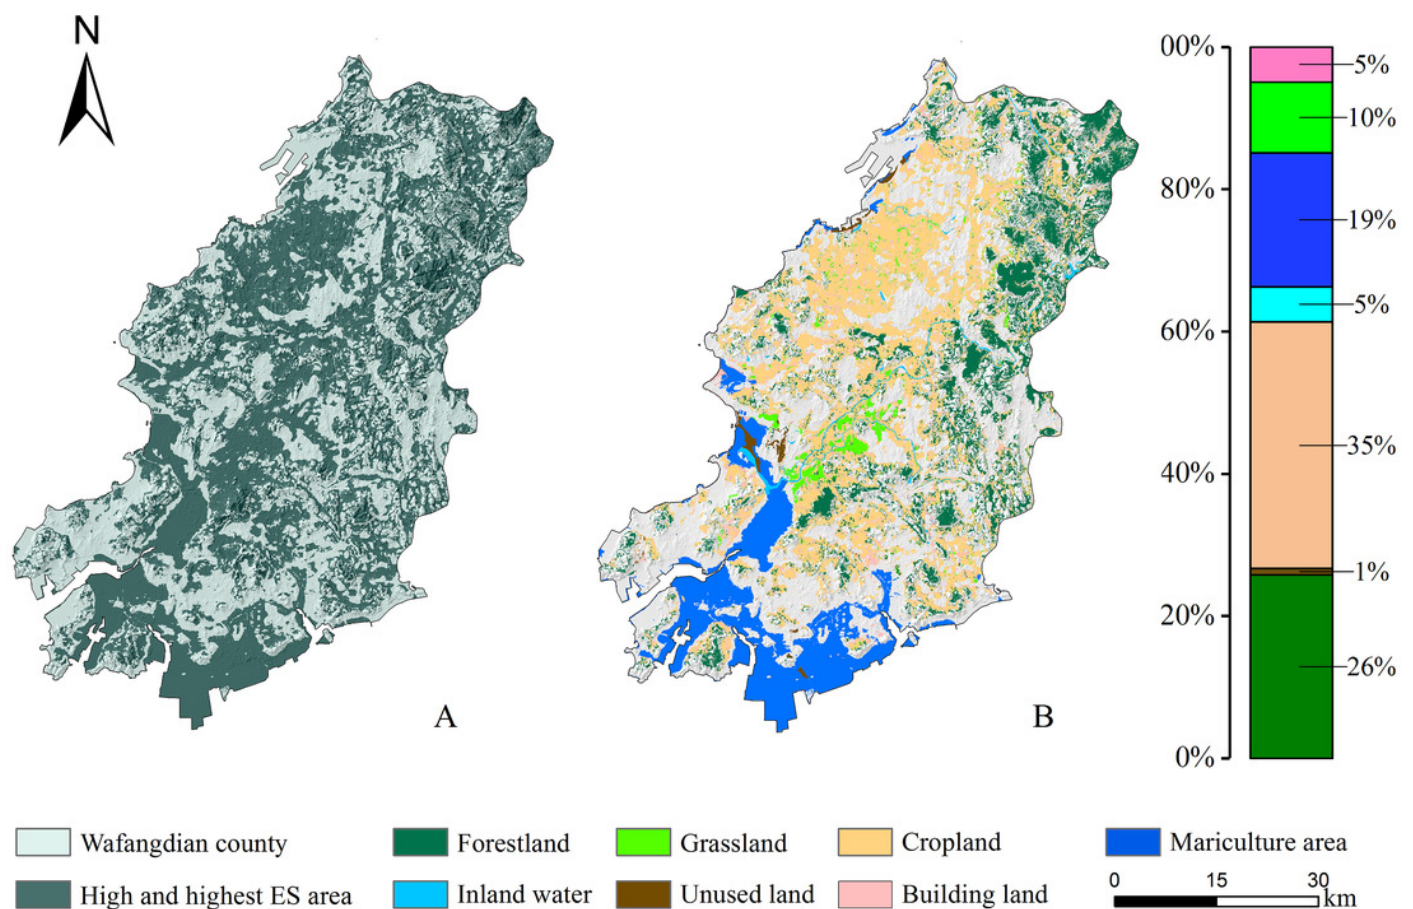 N
00%
5%
10%
80%
19%
5%
60%
35%
40%
1%
20%
26%
0%
A
B
Wafangdian county
Forestland
Grassland
Cropland
Mariculture area
High and highest ES area
Inland water
Unused land
Building land
0 15 30
km